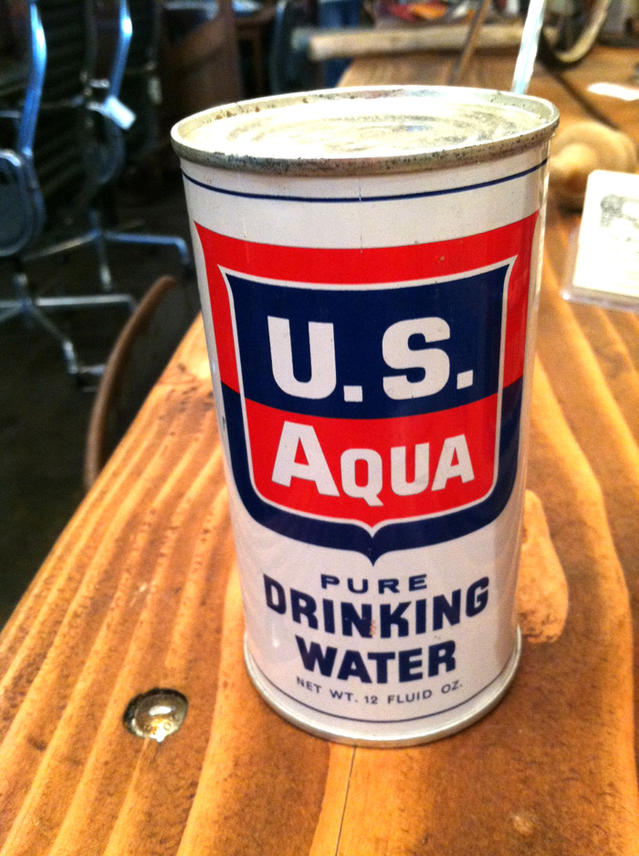 U.S.
AQUA
PURE
DRINKING
WATER
NET WT. 12 FLUID OZ.